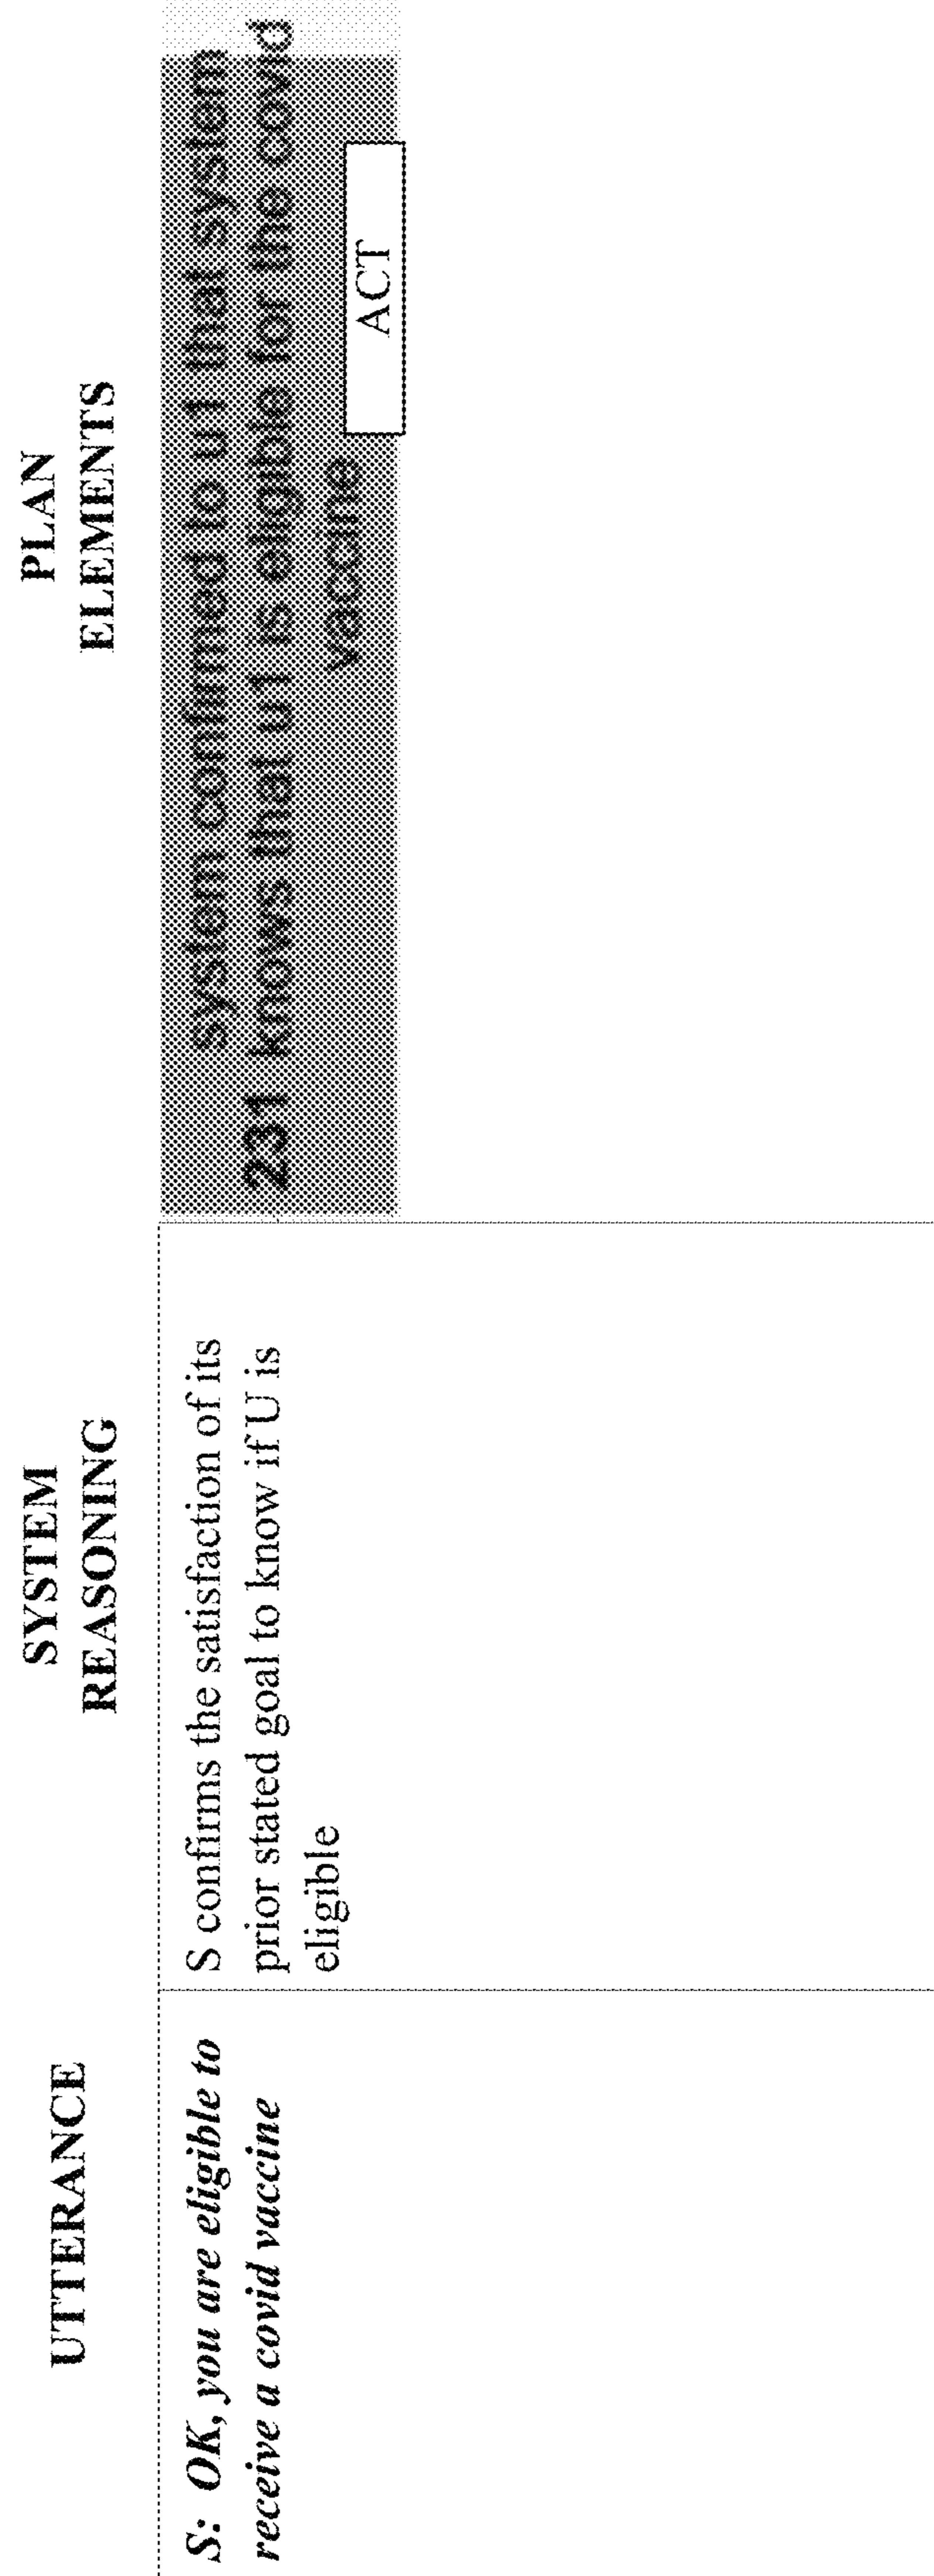 UTTERANCE
SYSTEM
REASONING
PLAN
ELEMENTS
S: OK, you are eligible to
receive a covid vaccine
S confirms the satisfaction of its
prior stated goal to know if U is
eligible
system confirmed to u1 that system
231 knows that u1 is eligible for the covid
vaccine
ACT